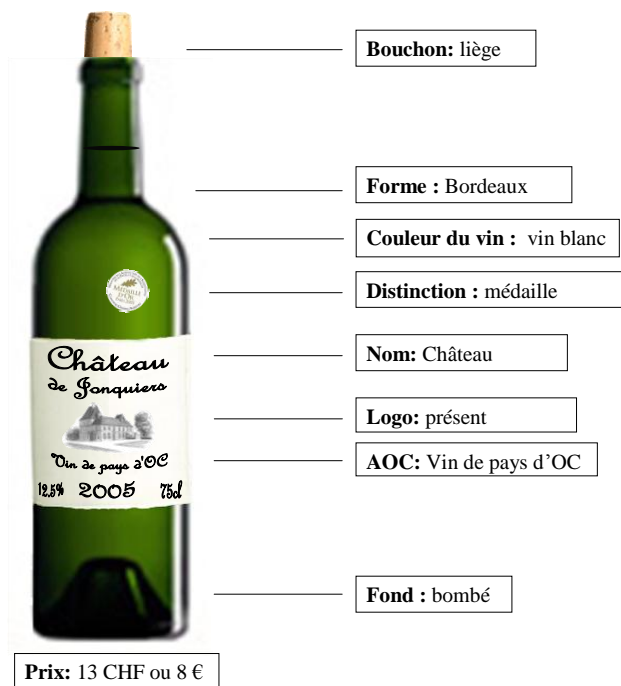 Bouchon: liège
Forme : Bordeaux
Couleur du vin : vin blanc
Distinction : médaille
MÉDAILLE
D'OR
Château
de Jonquiers
Vin de pays d'OC
12.5% 2005 75cl
Nom: Château
Logo: présent
AOC: Vin de pays d’OC
Fond : bombé
Prix: 13 CHF ou 8 €